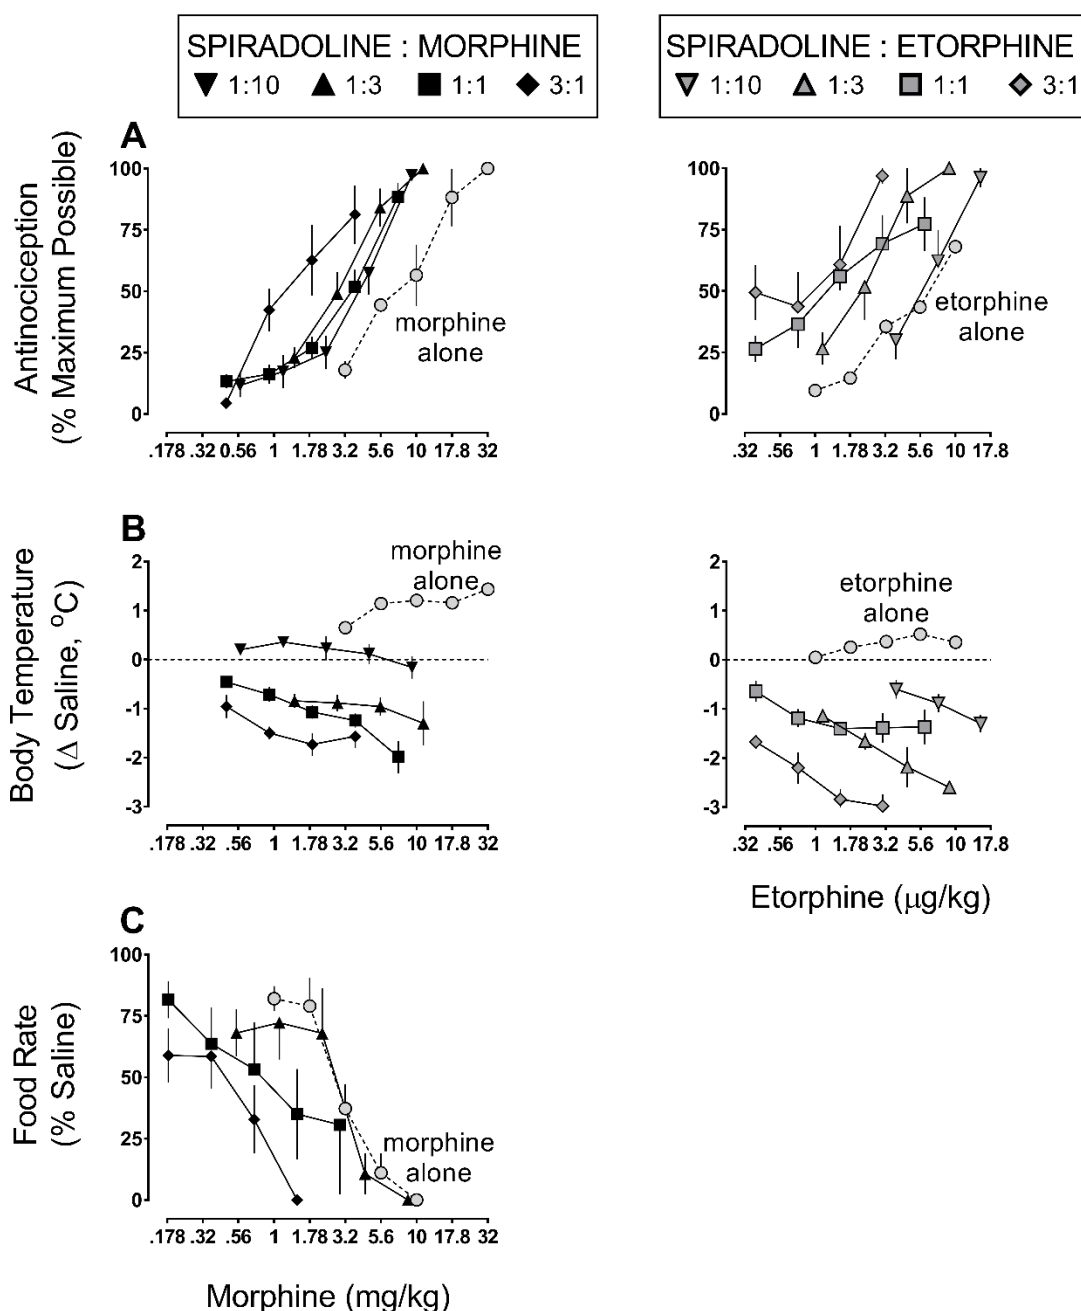 SPIRADOLINE : MORPHINE
1:10 1:3 1:1 3:1
SPIRADOLINE : ETORPHINE
1:10 1:3 1:1 3:1
A
Antinociception
(% Maximum Possible)
100
75
50
25
0
morphine
alone
.178 .32 0.56 1 1.78 3.2 5.6 10 17.8 32
100
75
50
25
0
etorphine
alone
.32 .56 1 1.78 3.2 5.6 10 17.8
B
Body Temperature
(Δ Saline, °C)
2
1
0
-1
-2
-3
morphine
alone
.178 .32 .56 1 1.78 3.2 5.6 10 17.8 32
2
1
0
-1
-2
-3
etorphine
alone
.32 .56 1 1.78 3.2 5.6 10 17.8
Etorphine (μg/kg)
C
Food Rate
(% Saline)
100
75
50
25
0
morphine
alone
.178 .32 .56 1 1.78 3.2 5.6 10 17.8 32
Morphine (mg/kg)